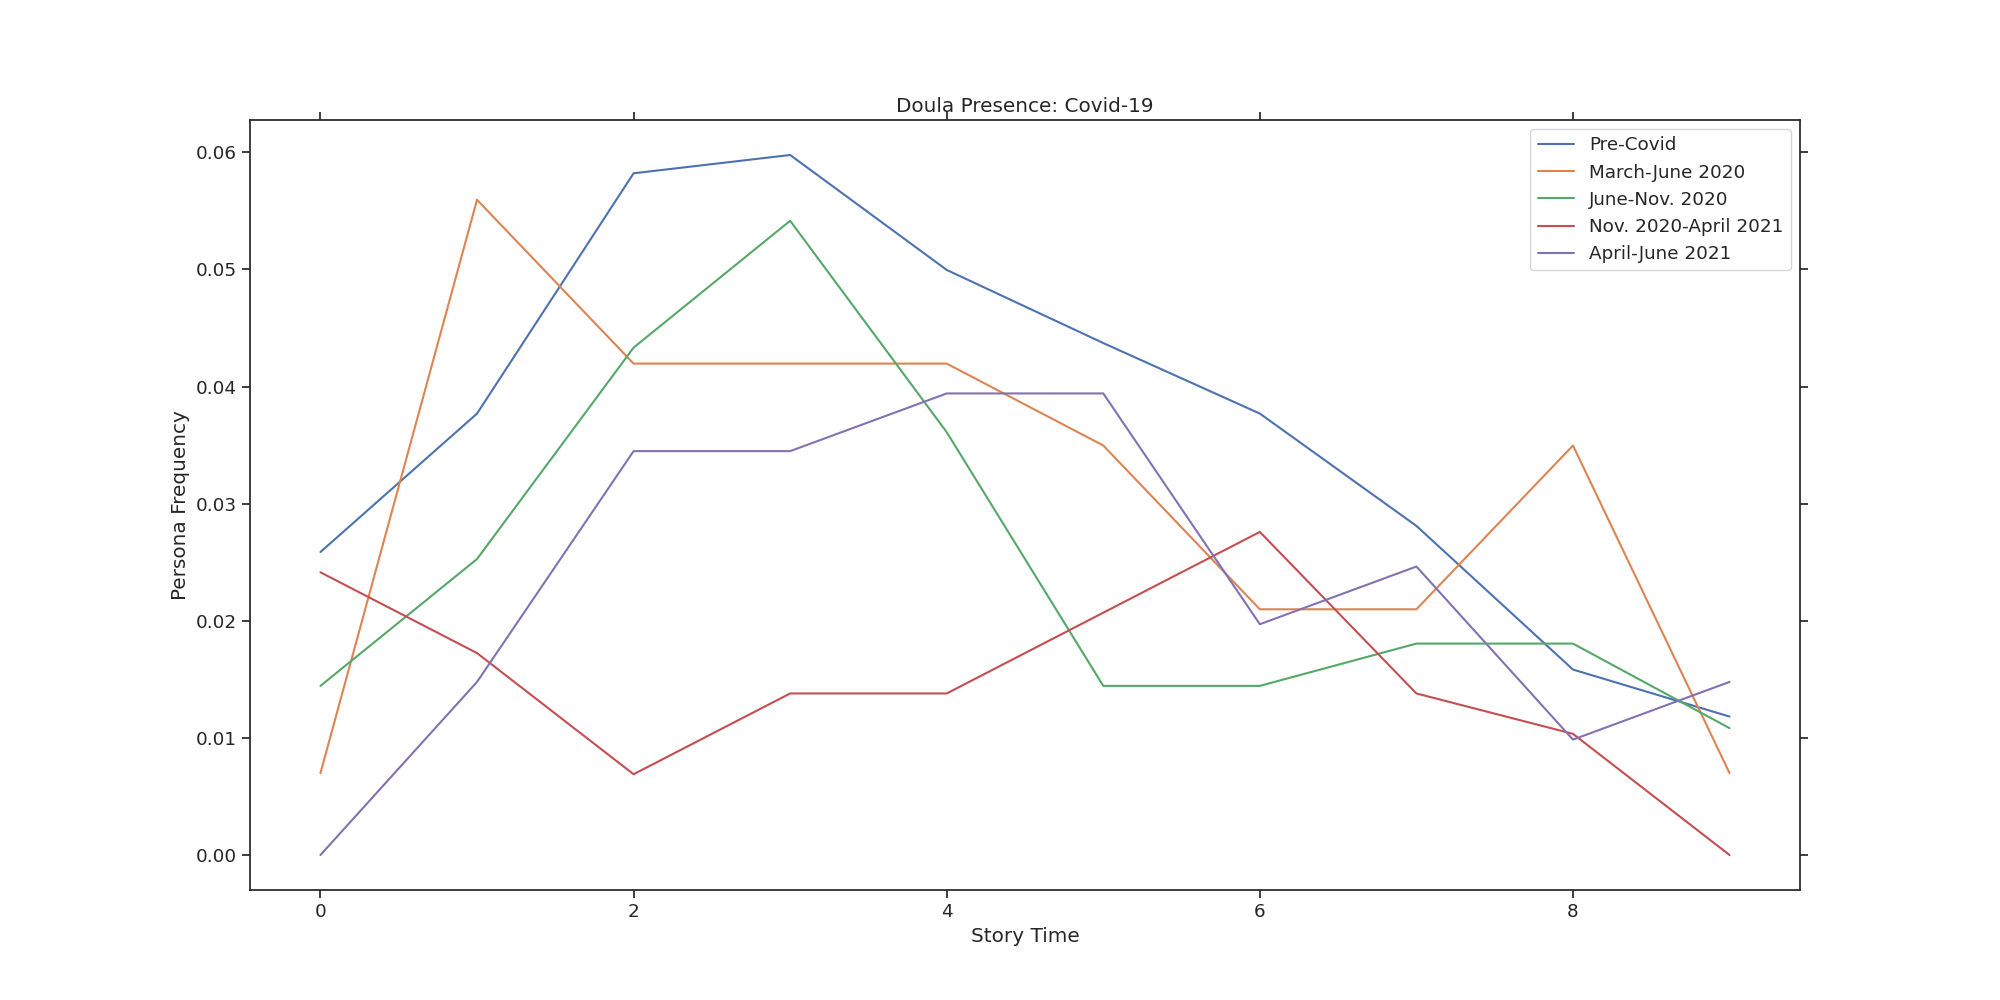 Doula Presence: Covid-19
Pre-Covid
March-June 2020
June-Nov. 2020
Nov. 2020-April 2021
April-June 2021
Persona Frequency
0.06
0.05
0.04
0.03
0.02
0.01
0.00
0 2 4 6 8
Story Time